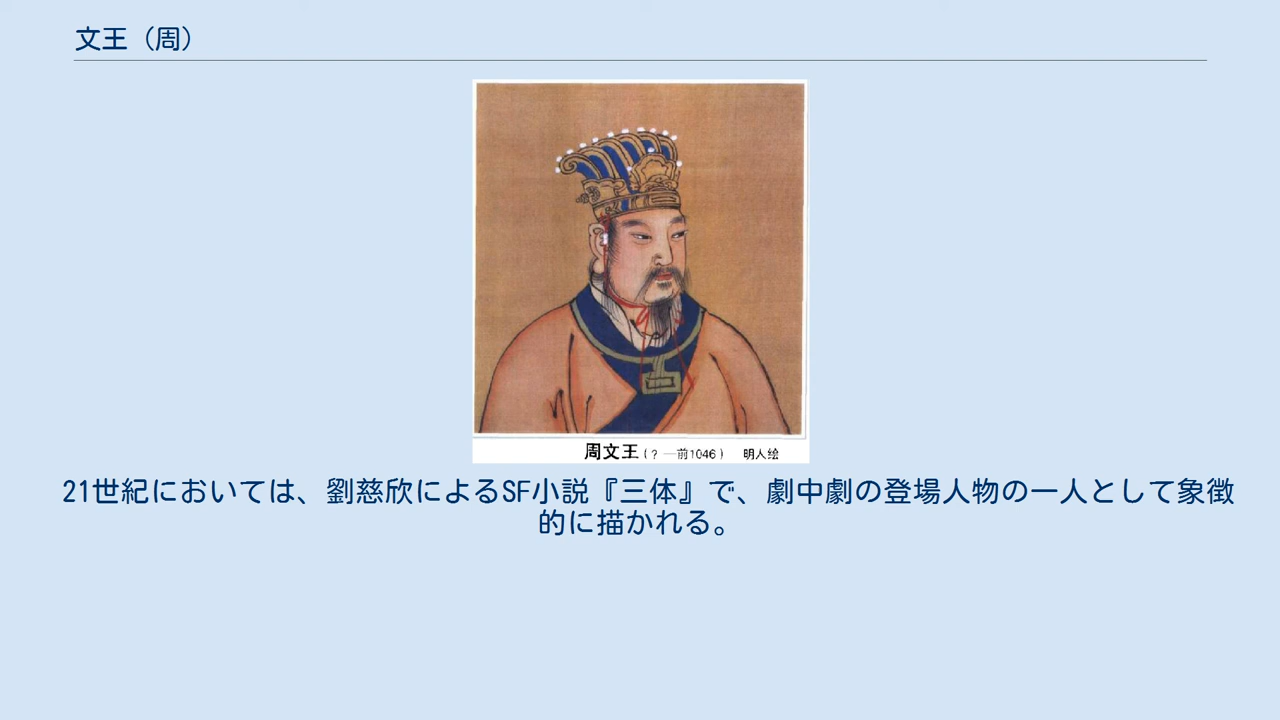 文王（周）
周文王（？—前1046） 明人绘
21世紀においては、劉慈欣によるSF小説『三体』で、劇中劇の登場人物の一人として象徴
的に描かれる。